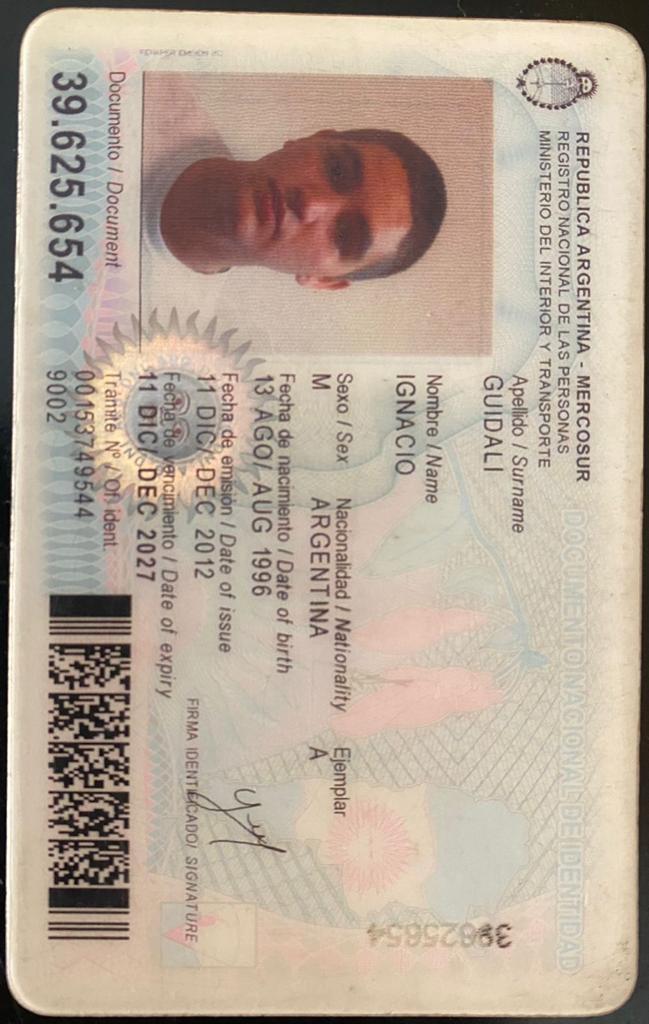 REPUBLICA ARGENTINA - MERCOSUR
REGISTRO NACIONAL DE LAS PERSONAS
MINISTERIO DEL INTERIOR Y TRANSPORTE
DOCUMENTO NACIONAL DE IDENTIDAD
Apellido / Surname
GUIDALI
Nombre / Name
IGNACIO
Sexo / Sex Nacionalidad / Nationality Ejemplar
M ARGENTINA A
Fecha de nacimiento / Date of birth
13 AGO/ AUG 1996
Fecha de emisión / Date of issue
11 DIC/ DEC 2012
Fecha de vencimiento / Date of expiry
11 DIC/ DEC 2027
FIRMA IDENTIFICADO/ SIGNATURE
Documento / Document
39.625.654
Trámite Nº / Of. ident.
00153749544
9002
39625654